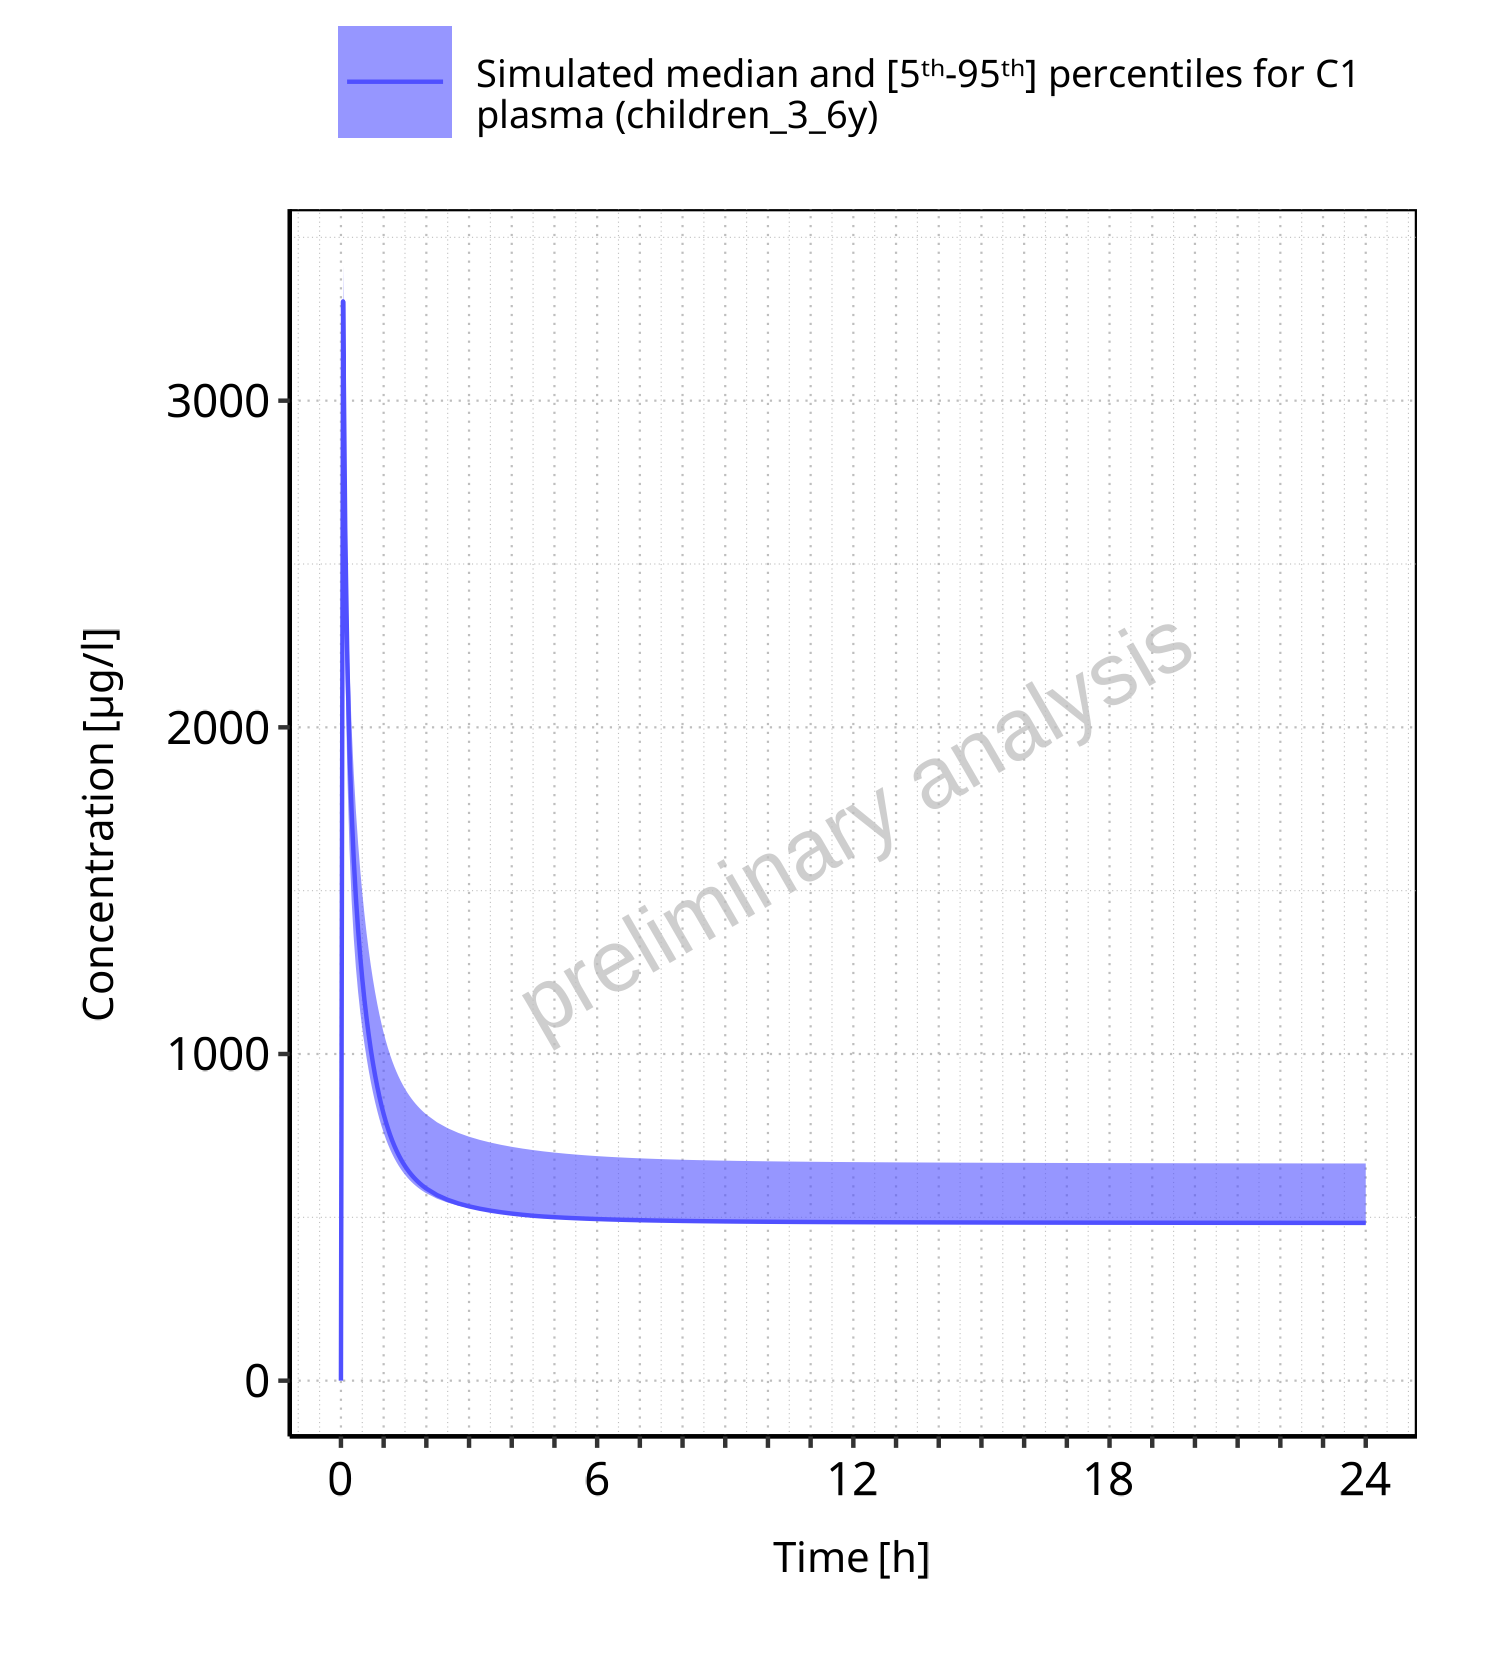 Simulated median and [5ᵗʰ-95ᵗʰ] percentiles for C1
plasma (children_3_6y)
3000
2000
1000
0
Concentration [µg/l]
preliminary analysis
0 6 12 18 24
Time [h]